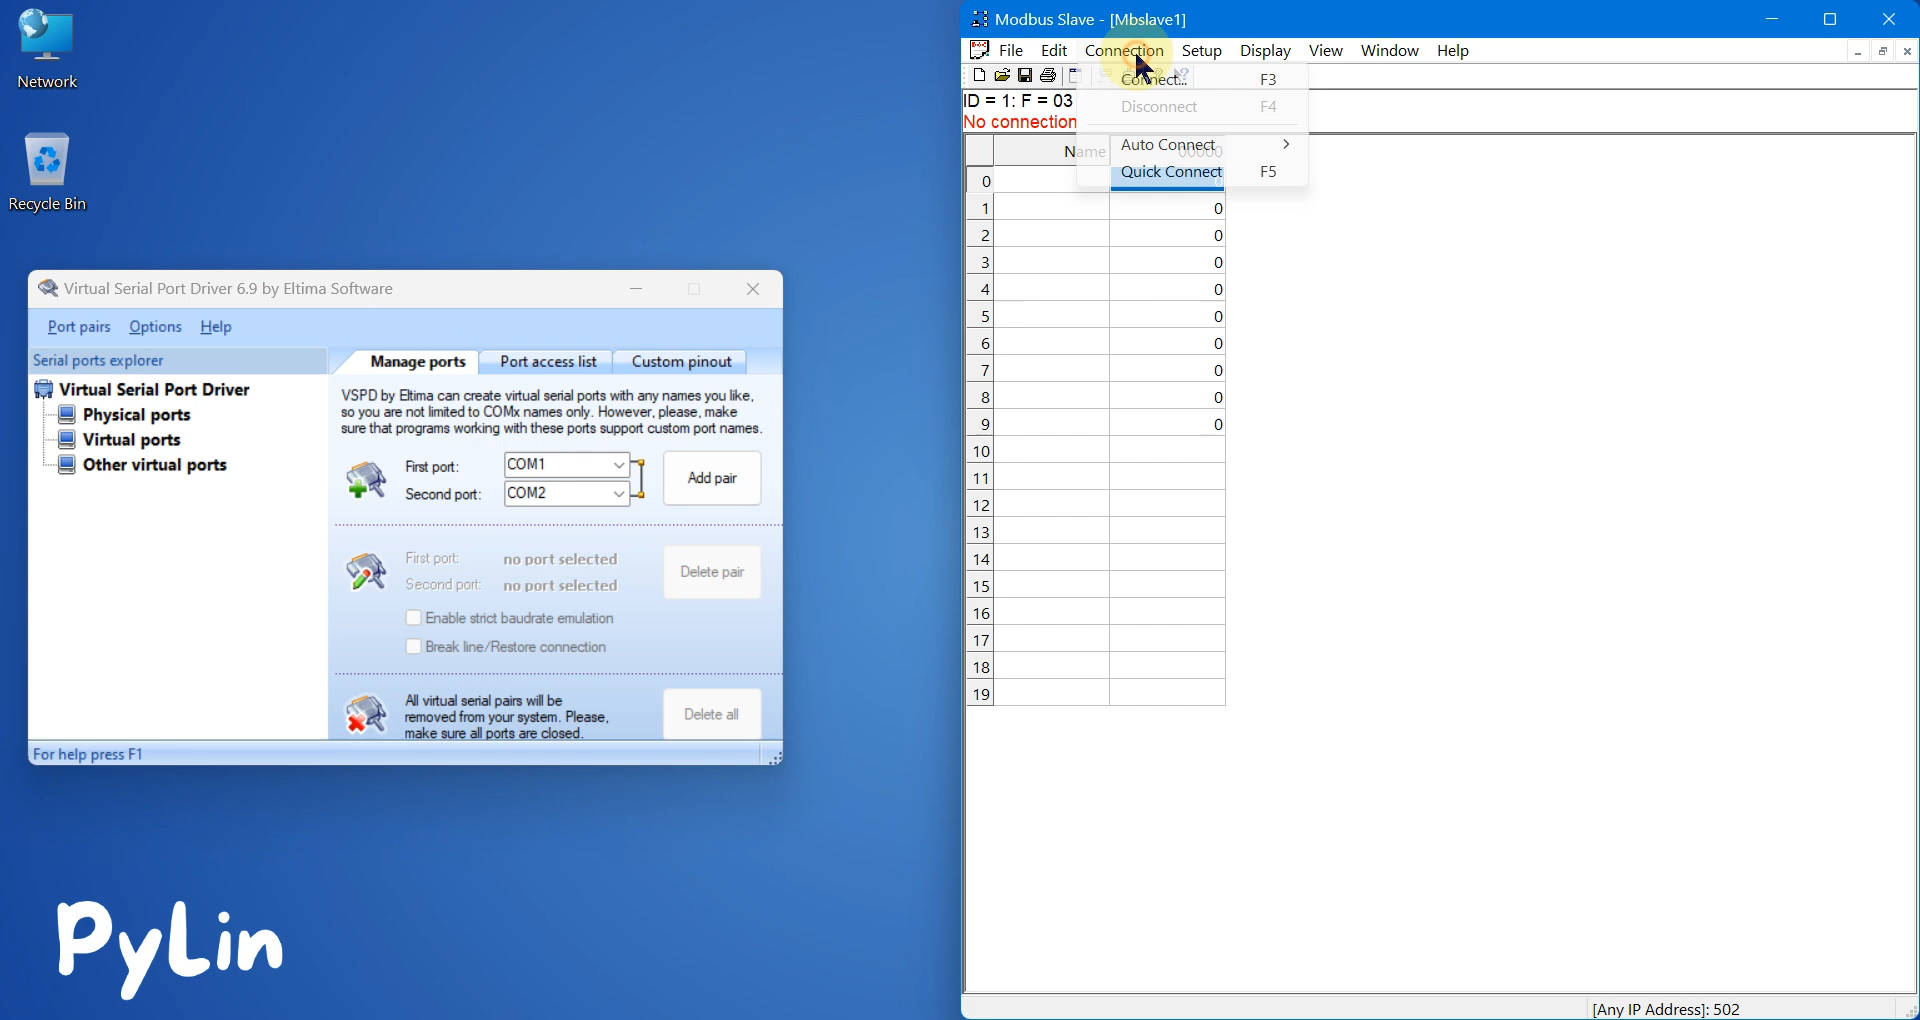 Network
Recycle Bin
Virtual Serial Port Driver 6.9 by Eltima Software
Port pairs Options Help
Serial ports explorer
Virtual Serial Port Driver
Physical ports
Virtual ports
Other virtual ports
Manage ports Port access list Custom pinout
VSPD by Eltima can create virtual serial ports with any names you like,
so you are not limited to COMx names only. However, please, make
sure that programs working with these ports support custom port names.
First port: COM1
Second port: COM2
Add pair
First port: no port selected
Second port: no port selected
Delete pair
Enable strict baudrate emulation
Break line/Restore connection
All virtual serial pairs will be
removed from your system. Please,
make sure all ports are closed.
Delete all
For help press F1
PyLin
Modbus Slave - [Mbslave1]
File Edit Connection Setup Display View Window Help
Connect... F3
Disconnect F4
Auto Connect
Quick Connect F5
ID = 1: F = 03
No connection
Name 00000
0 0
1 0
2 0
3 0
4 0
5 0
6 0
7 0
8 0
9 0
10
11
12
13
14
15
16
17
18
19
[Any IP Address]: 502